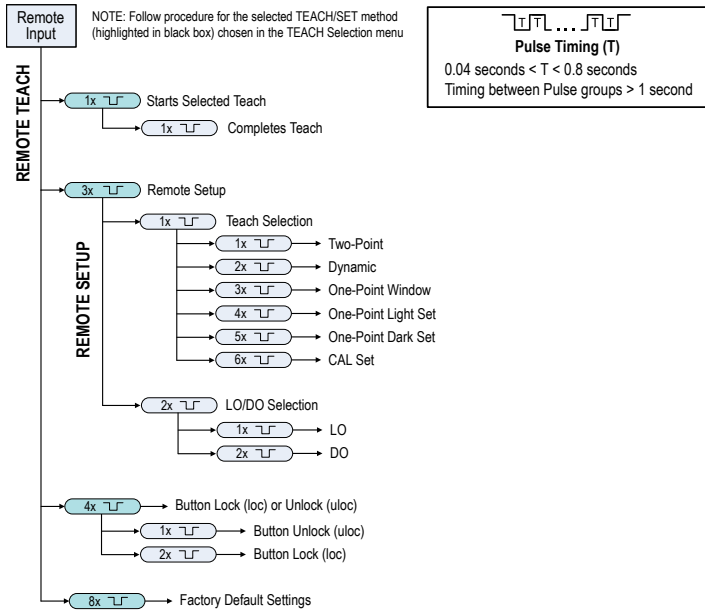 Remote
Input
NOTE: Follow procedure for the selected TEACH/SET method
(highlighted in black box) chosen in the TEACH Selection menu
T T ... T T
Pulse Timing (T)
0.04 seconds < T < 0.8 seconds
Timing between Pulse groups > 1 second
REMOTE TEACH
1x Starts Selected Teach
1x Completes Teach
3x Remote Setup
REMOTE SETUP
1x Teach Selection
1x Two-Point
2x Dynamic
3x One-Point Window
4x One-Point Light Set
5x One-Point Dark Set
6x CAL Set
2x LO/DO Selection
1x LO
2x DO
4x Button Lock (loc) or Unlock (uloc)
1x Button Unlock (uloc)
2x Button Lock (loc)
8x Factory Default Settings